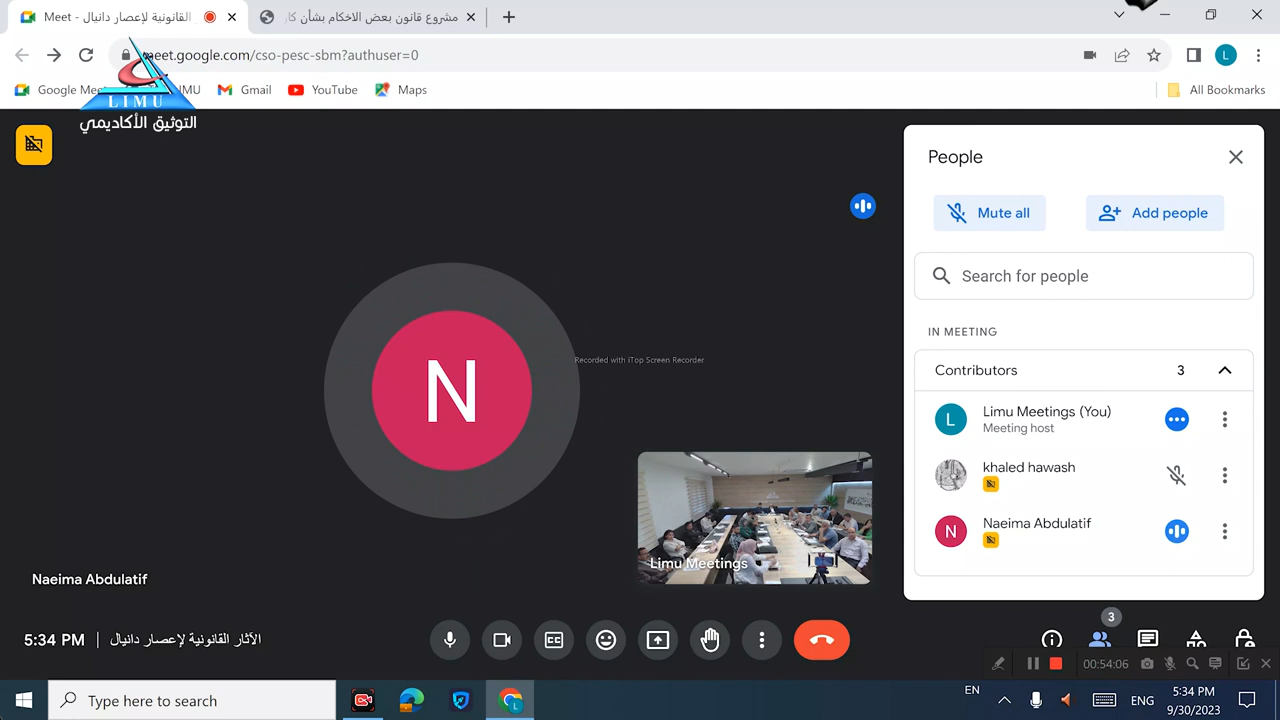 Meet - القانونية لإعصار دانيال
مشروع قانون بعض الاحكام بشأن كار
meet.google.com/cso-pesc-sbm?authuser=0
L
Google Mee
IMU
Gmail
YouTube
Maps
All Bookmarks
LIMU
التوثيق الأكاديمي
People
Mute all
Add people
Search for people
IN MEETING
Contributors
3
L
Limu Meetings (You)
Meeting host
khaled hawash
N
Naeima Abdulatif
N
Recorded with iTop Screen Recorder
Limu Meetings
Naeima Abdulatif
5:34 PM
الآثار القانونية لإعصار دانيال
3
00:54:06
Type here to search
L
EN
ENG
5:34 PM
9/30/2023